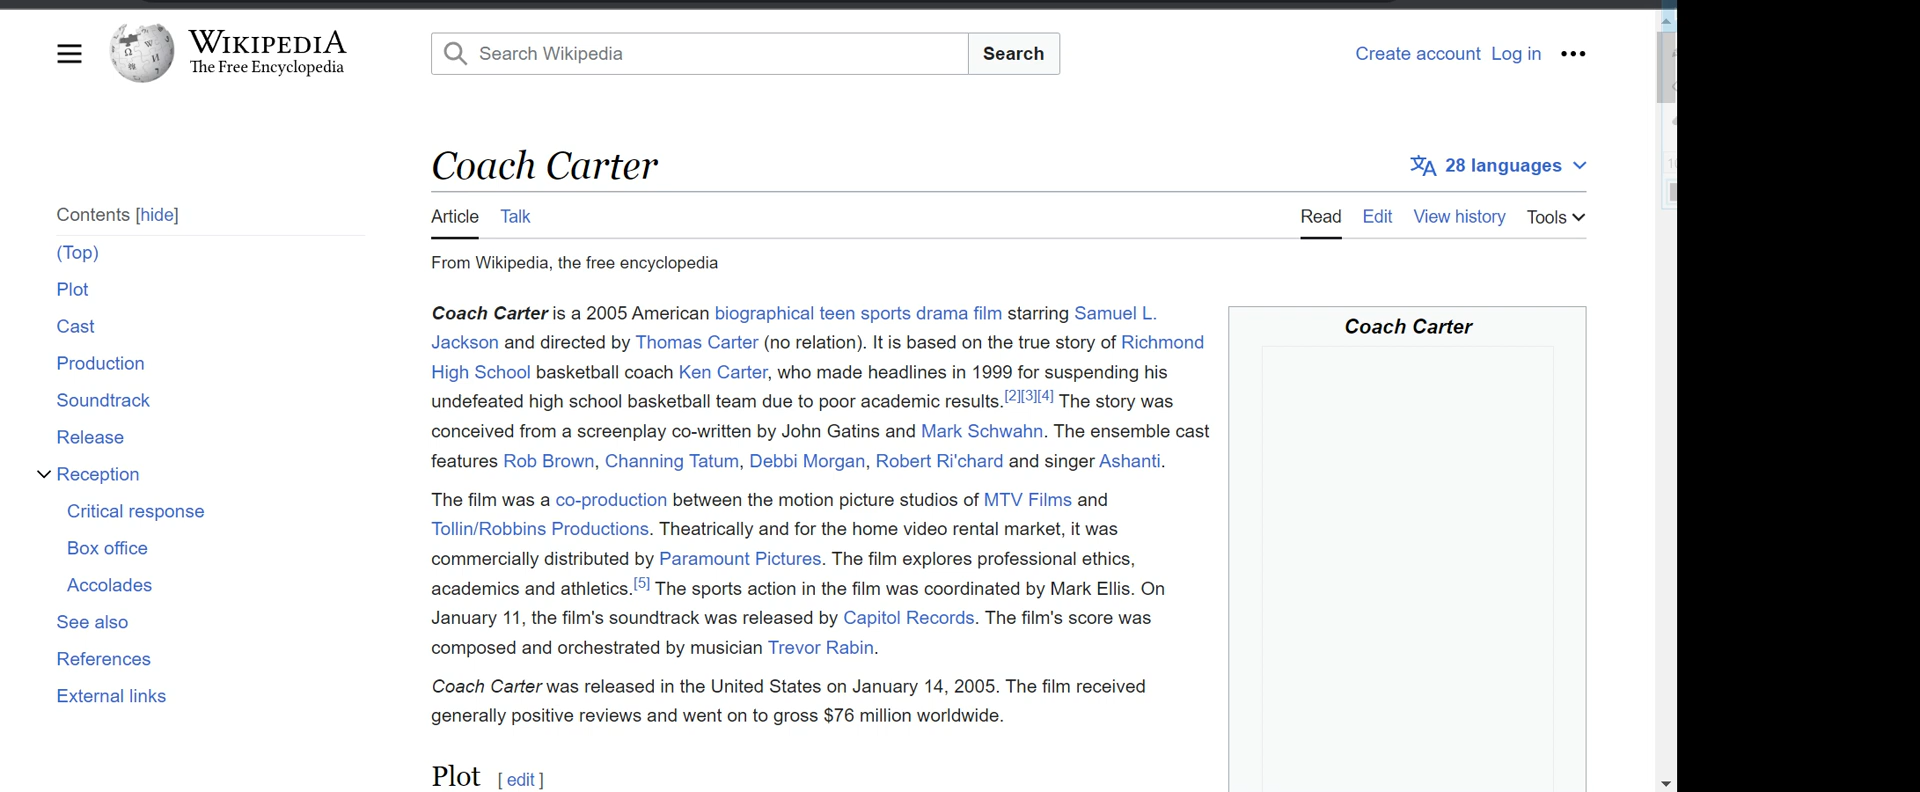 WIKIPEDIA
The Free Encyclopedia
Search Wikipedia
Search
Create account Log in
Coach Carter
28 languages
Contents [hide]
(Top)
Plot
Cast
Production
Soundtrack
Release
Reception
Critical response
Box office
Accolades
See also
References
External links
Article Talk
Read Edit View history Tools
From Wikipedia, the free encyclopedia
Coach Carter is a 2005 American biographical teen sports drama film starring Samuel L.
Jackson and directed by Thomas Carter (no relation). It is based on the true story of Richmond
High School basketball coach Ken Carter, who made headlines in 1999 for suspending his
undefeated high school basketball team due to poor academic results.[2][3][4] The story was
conceived from a screenplay co-written by John Gatins and Mark Schwahn. The ensemble cast
features Rob Brown, Channing Tatum, Debbi Morgan, Robert Ri'chard and singer Ashanti.
The film was a co-production between the motion picture studios of MTV Films and
Tollin/Robbins Productions. Theatrically and for the home video rental market, it was
commercially distributed by Paramount Pictures. The film explores professional ethics,
academics and athletics.[5] The sports action in the film was coordinated by Mark Ellis. On
January 11, the film's soundtrack was released by Capitol Records. The film's score was
composed and orchestrated by musician Trevor Rabin.
Coach Carter was released in the United States on January 14, 2005. The film received
generally positive reviews and went on to gross $76 million worldwide.
Plot [ edit ]
Coach Carter